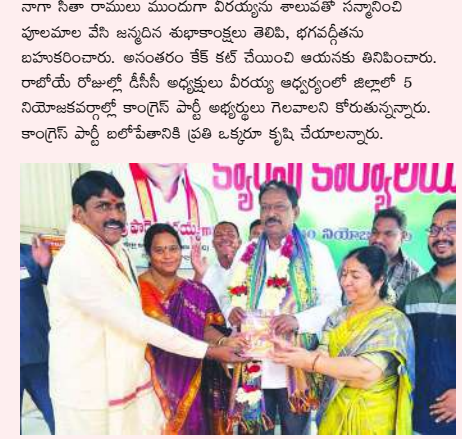 నాగా సీతా రాములు ముందుగా వీరయ్యను శాలువతో సన్మానించి
పూలమాల వేసి జన్మదిన శుభాకాంక్షలు తెలిపి, భగవద్గీతను
బహుకరించారు. అనంతరం కేక్ కట్ చేయించి ఆయనకు తినిపించారు.
రాబోయే రోజుల్లో డీసీసీ అధ్యక్షులు వీరయ్య ఆధ్వర్యంలో జిల్లాలో 5
నియోజకవర్గాల్లో కాంగ్రెస్ పార్టీ అభ్యర్థులు గెలవాలని కోరుతున్నన్నారు.
కాంగ్రెస్ పార్టీ బలోపేతానికి ప్రతి ఒక్కరూ కృషి చేయాలన్నారు.
క్యాంపు కార్యాలయ